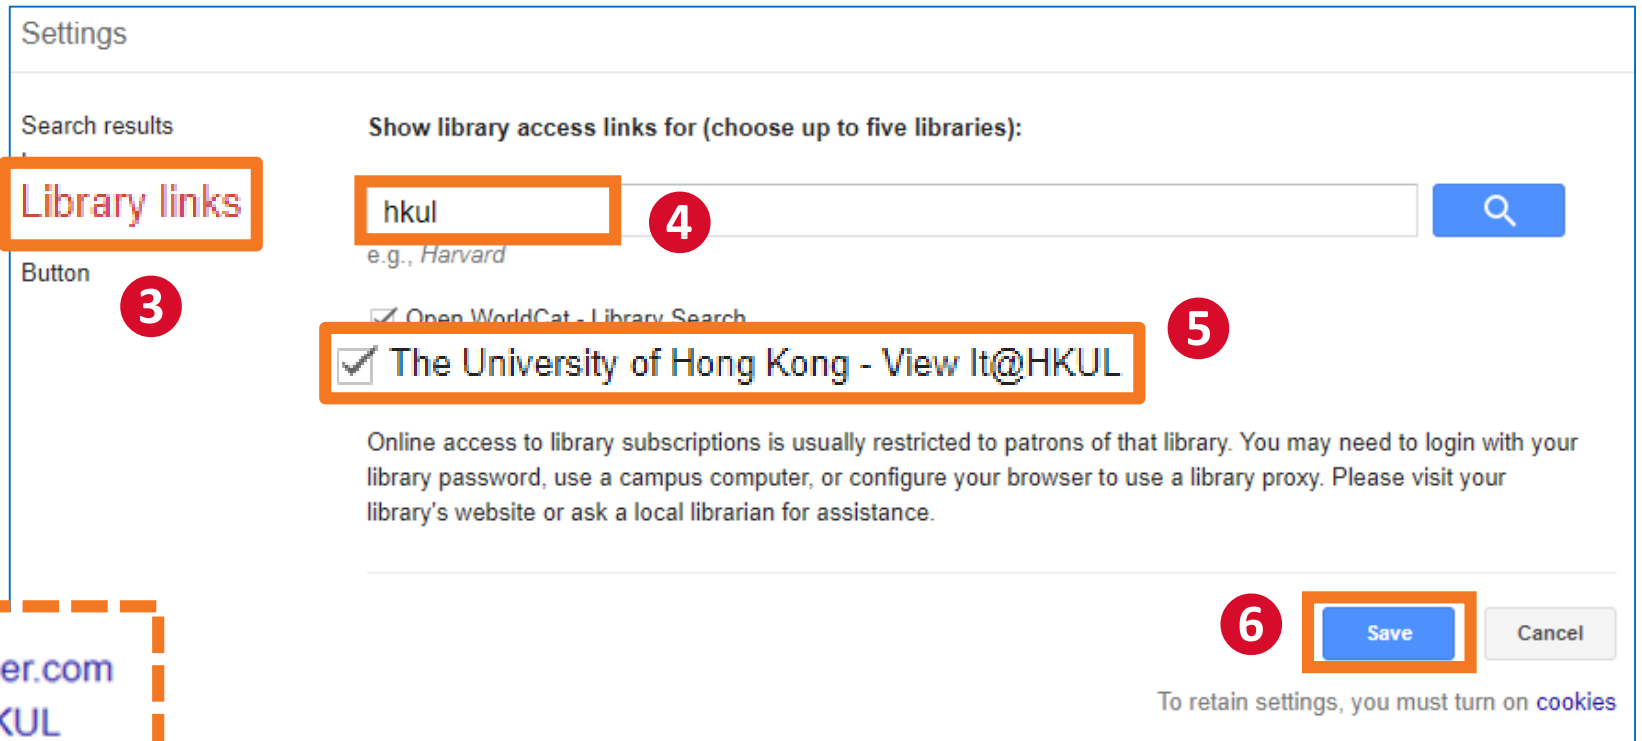 Settings
Search results
Library links
Button
3
Show library access links for (choose up to five libraries):
hkul
4
e.g., Harvard
Open WorldCat - Library Search
5
The University of Hong Kong - View It@HKUL
Online access to library subscriptions is usually restricted to patrons of that library. You may need to login with your
library password, use a campus computer, or configure your browser to use a library proxy. Please visit your
library's website or ask a local librarian for assistance.
6
Save
Cancel
To retain settings, you must turn on cookies
er.com
KUL